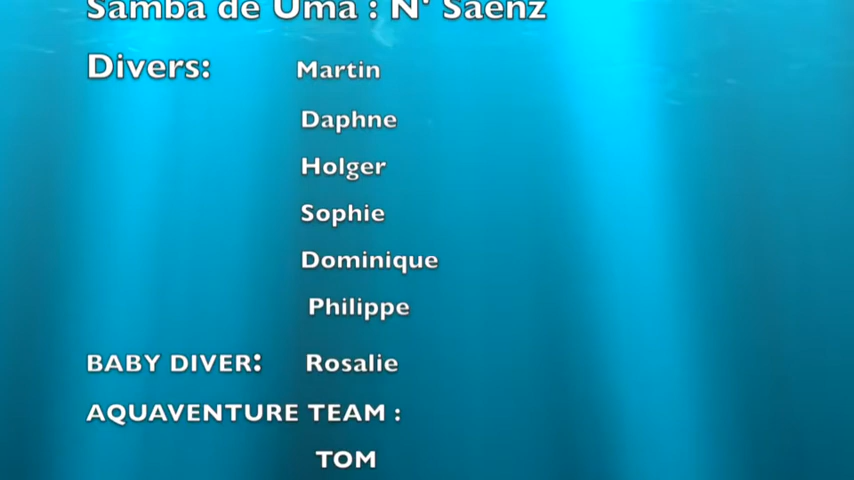 Samba de Uma : N' Saenz
Divers: Martin
Daphne
Holger
Sophie
Dominique
Philippe
BABY DIVER: Rosalie
AQUAVENTURE TEAM :
TOM